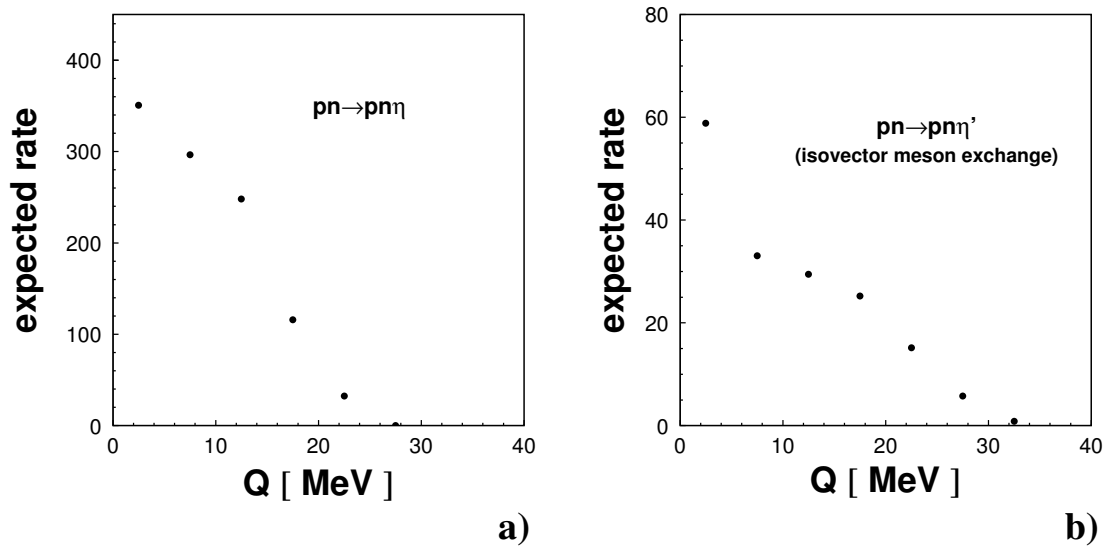 expected rate
400
300
200
100
0
pn→pnη
0 10 20 30 40
Q [ MeV ]
a)
expected rate
80
60
40
20
0
pn→pnη'
(isovector meson exchange)
0 10 20 30 40
Q [ MeV ]
b)